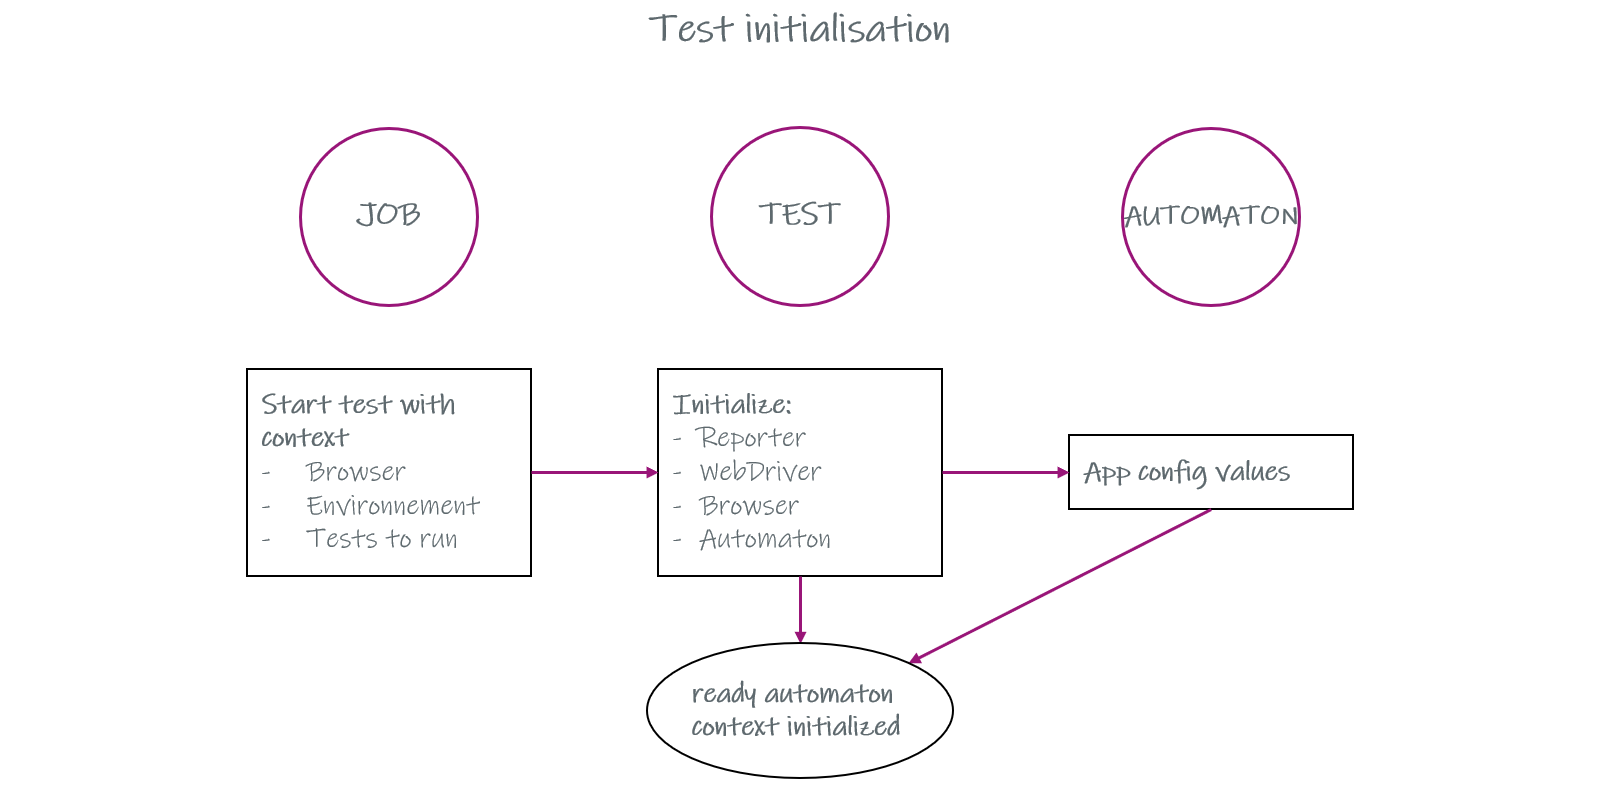 Test initialisation
JOB
TEST
AUTOMATON
Start test with
context
- Browser
- Environnement
- Tests to run
Initialize:
- Reporter
- WebDriver
- Browser
- Automaton
App config values
ready automaton
context initialized